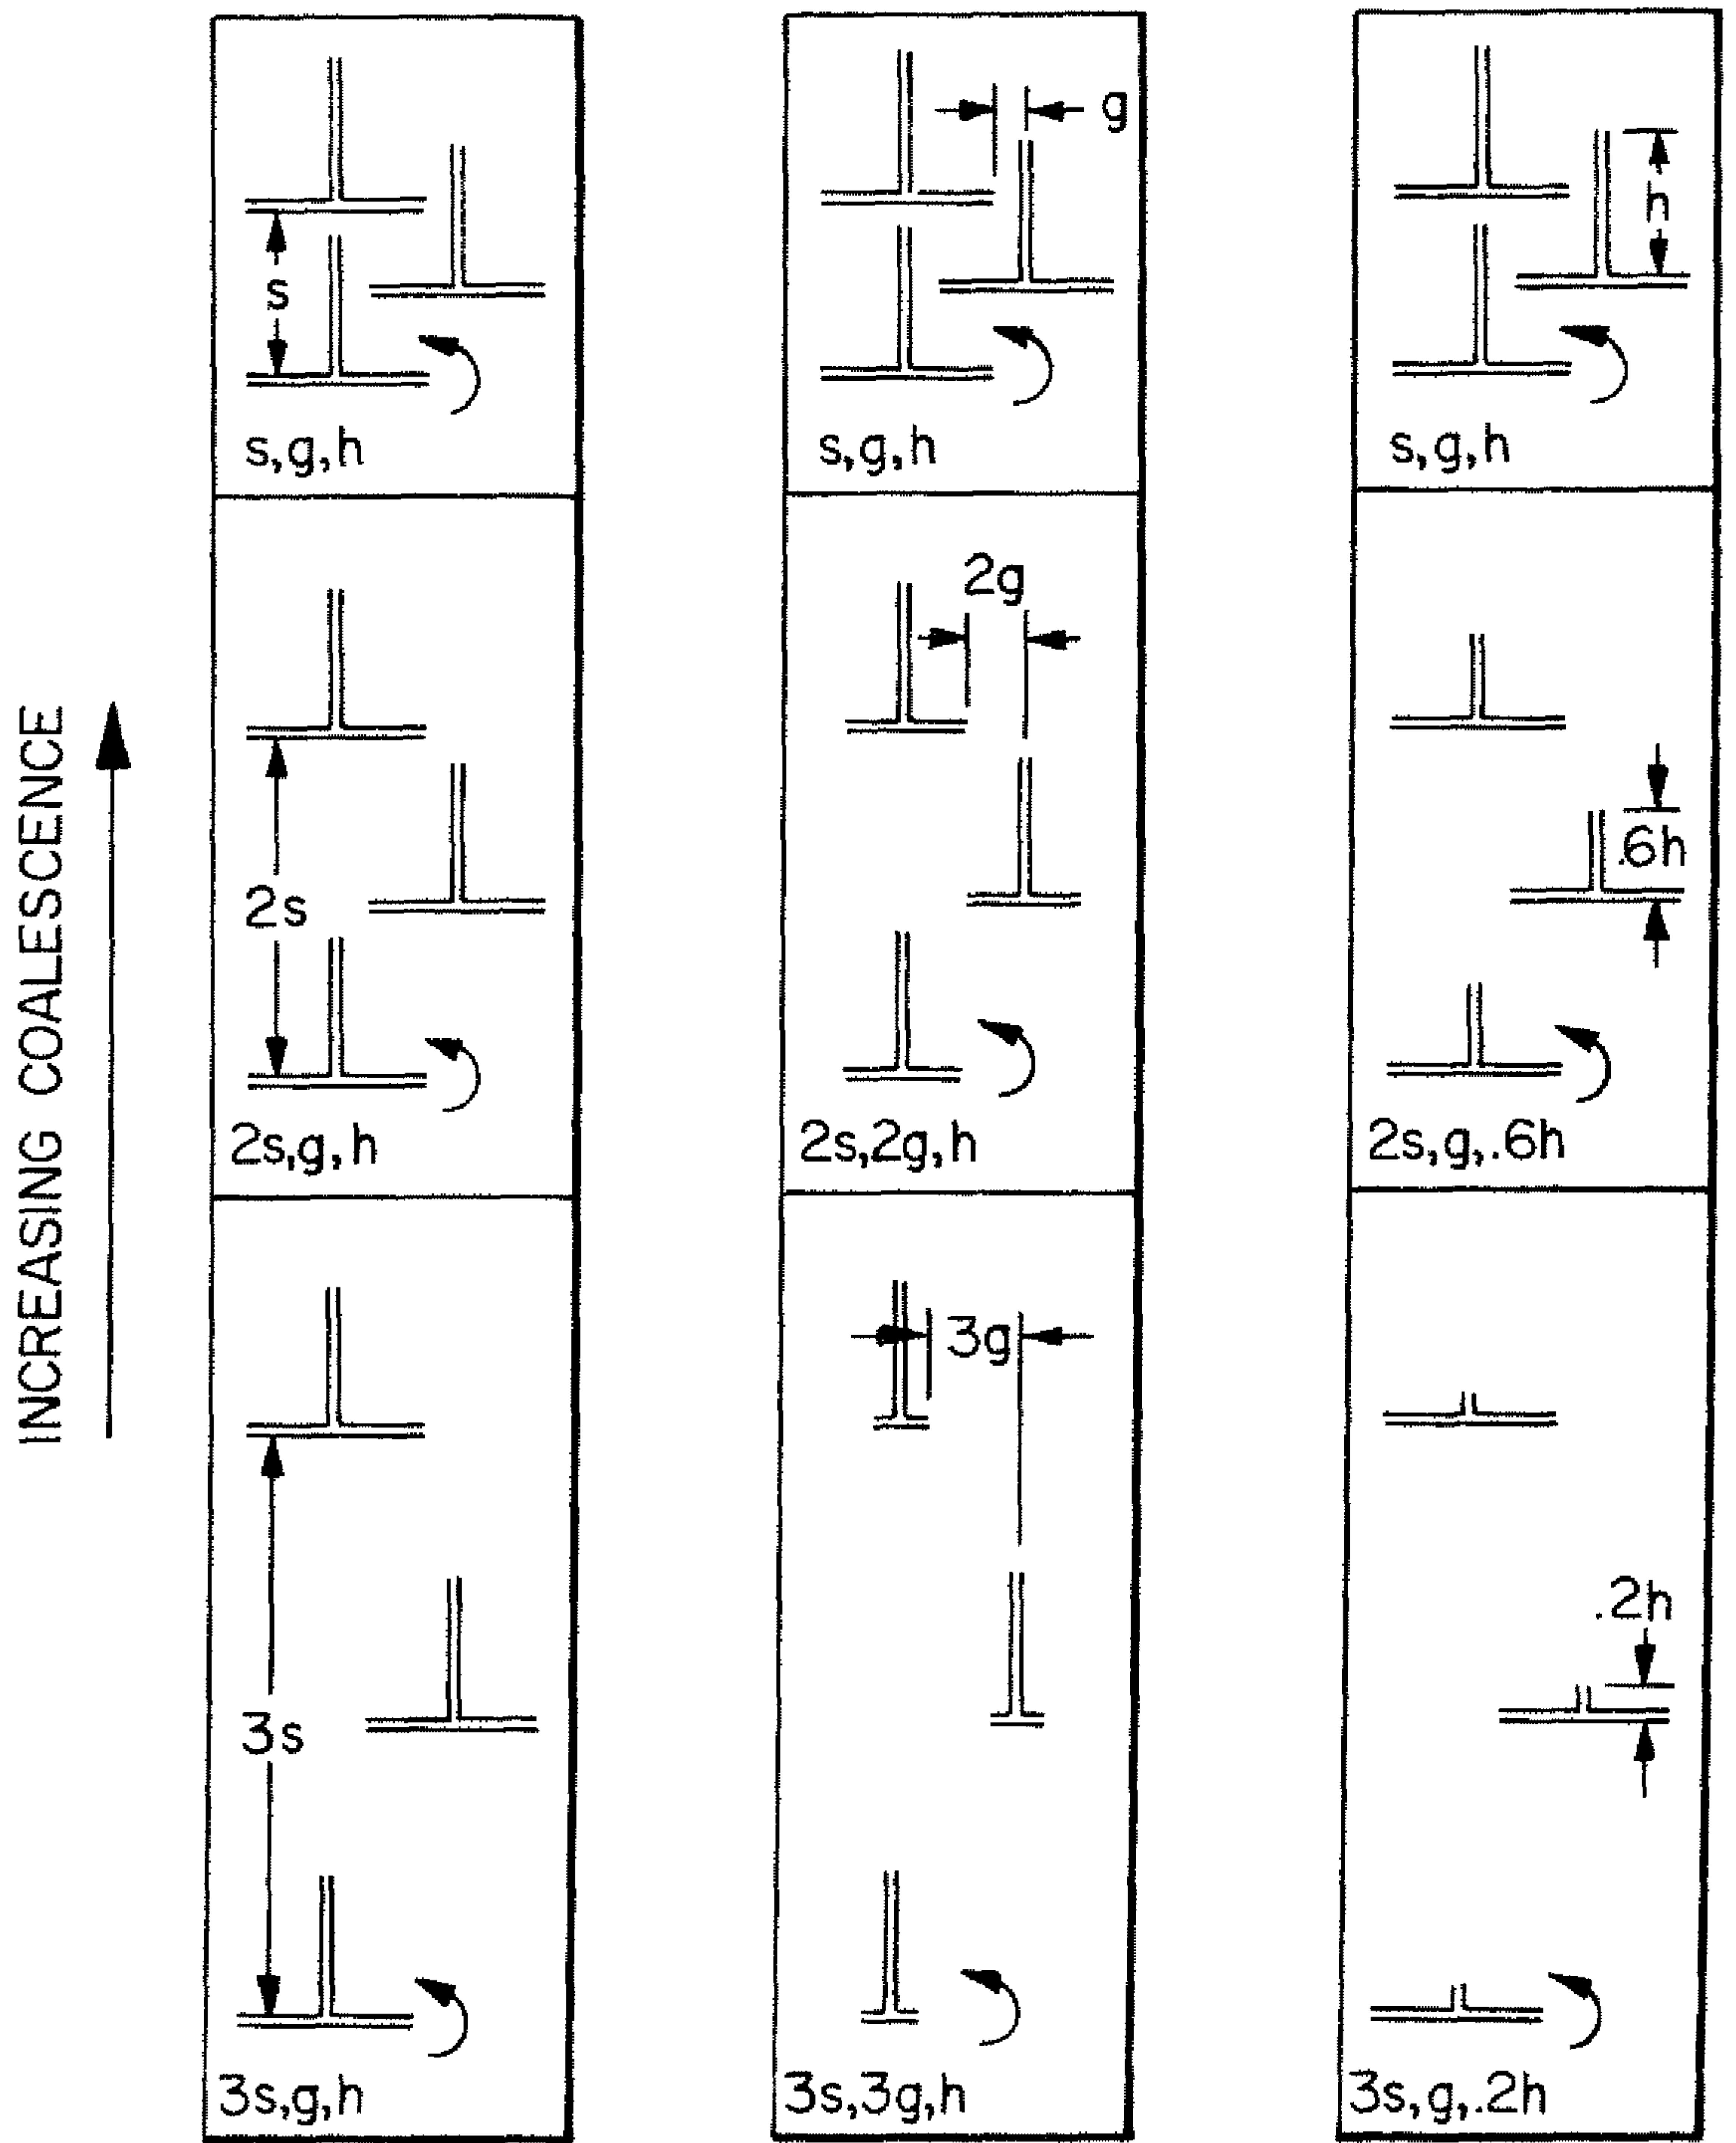 INCREASING COALESCENCE
s
s,g,h
2s
2s,g,h
3s
3s,g,h
g
s,g,h
2g
2s,2g,h
3g
3s,3g,h
h
s,g,h
.6h
2s,g,.6h
.2h
3s,g,.2h